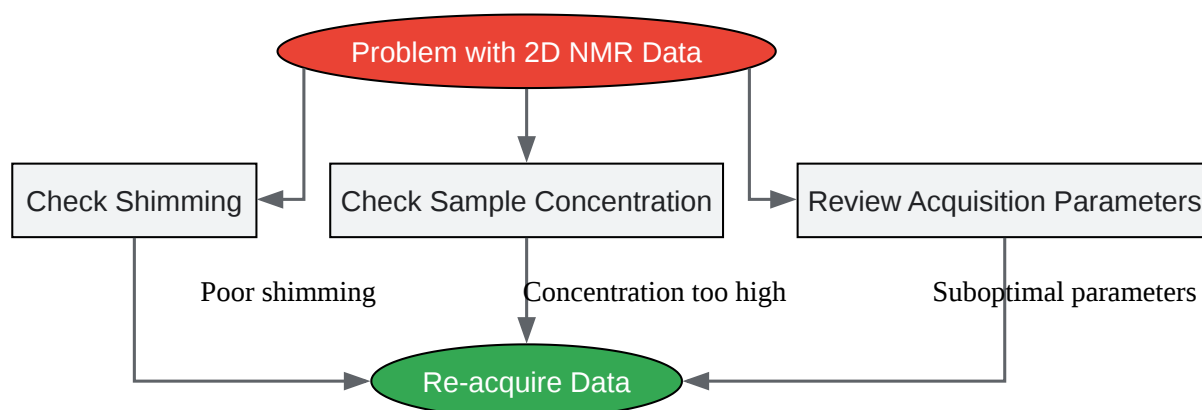 Problem with 2D NMR Data
Check Shimming
Check Sample Concentration
Review Acquisition Parameters
Poor shimming
Concentration too high
Suboptimal parameters
Re-acquire Data